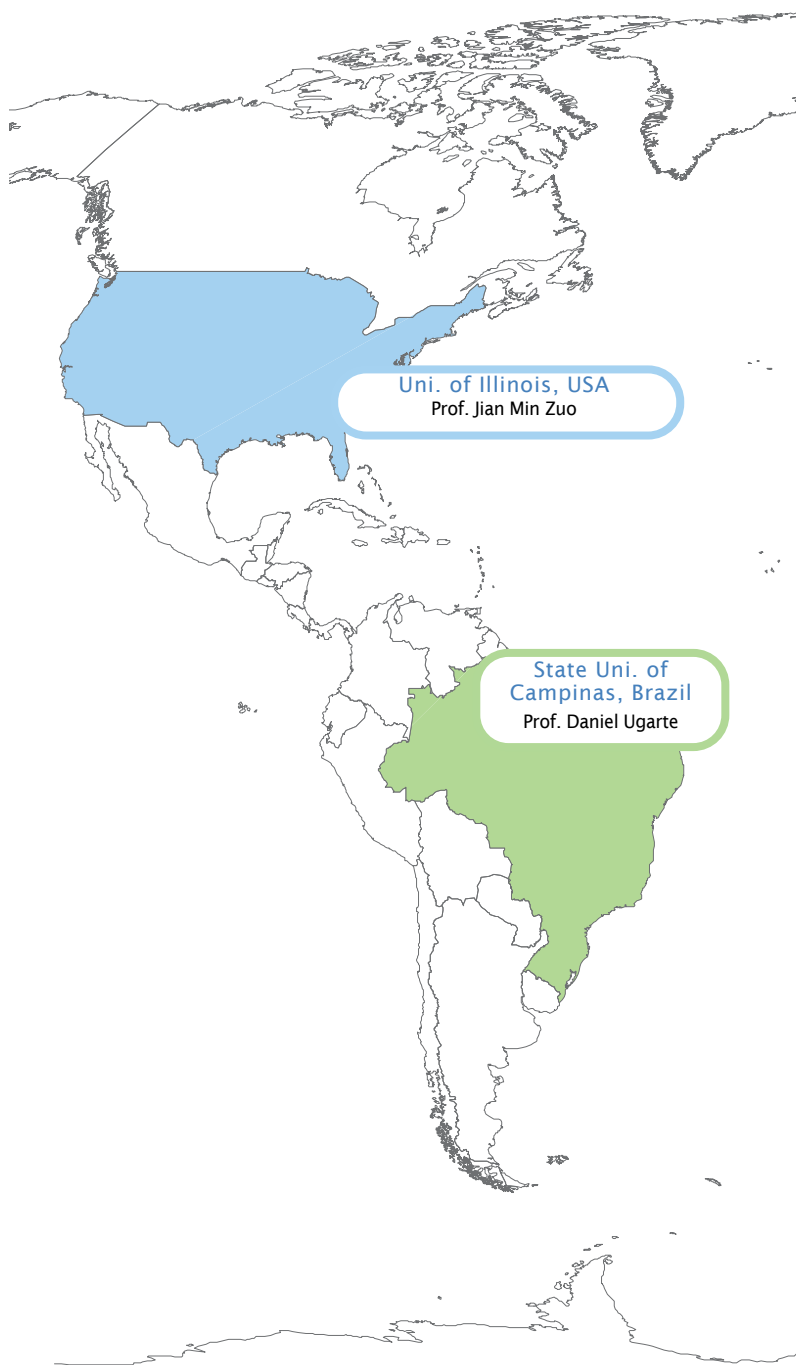 Uni. of Illinois, USA
Prof. Jian Min Zuo
State Uni. of
Campinas, Brazil
Prof. Daniel Ugarte